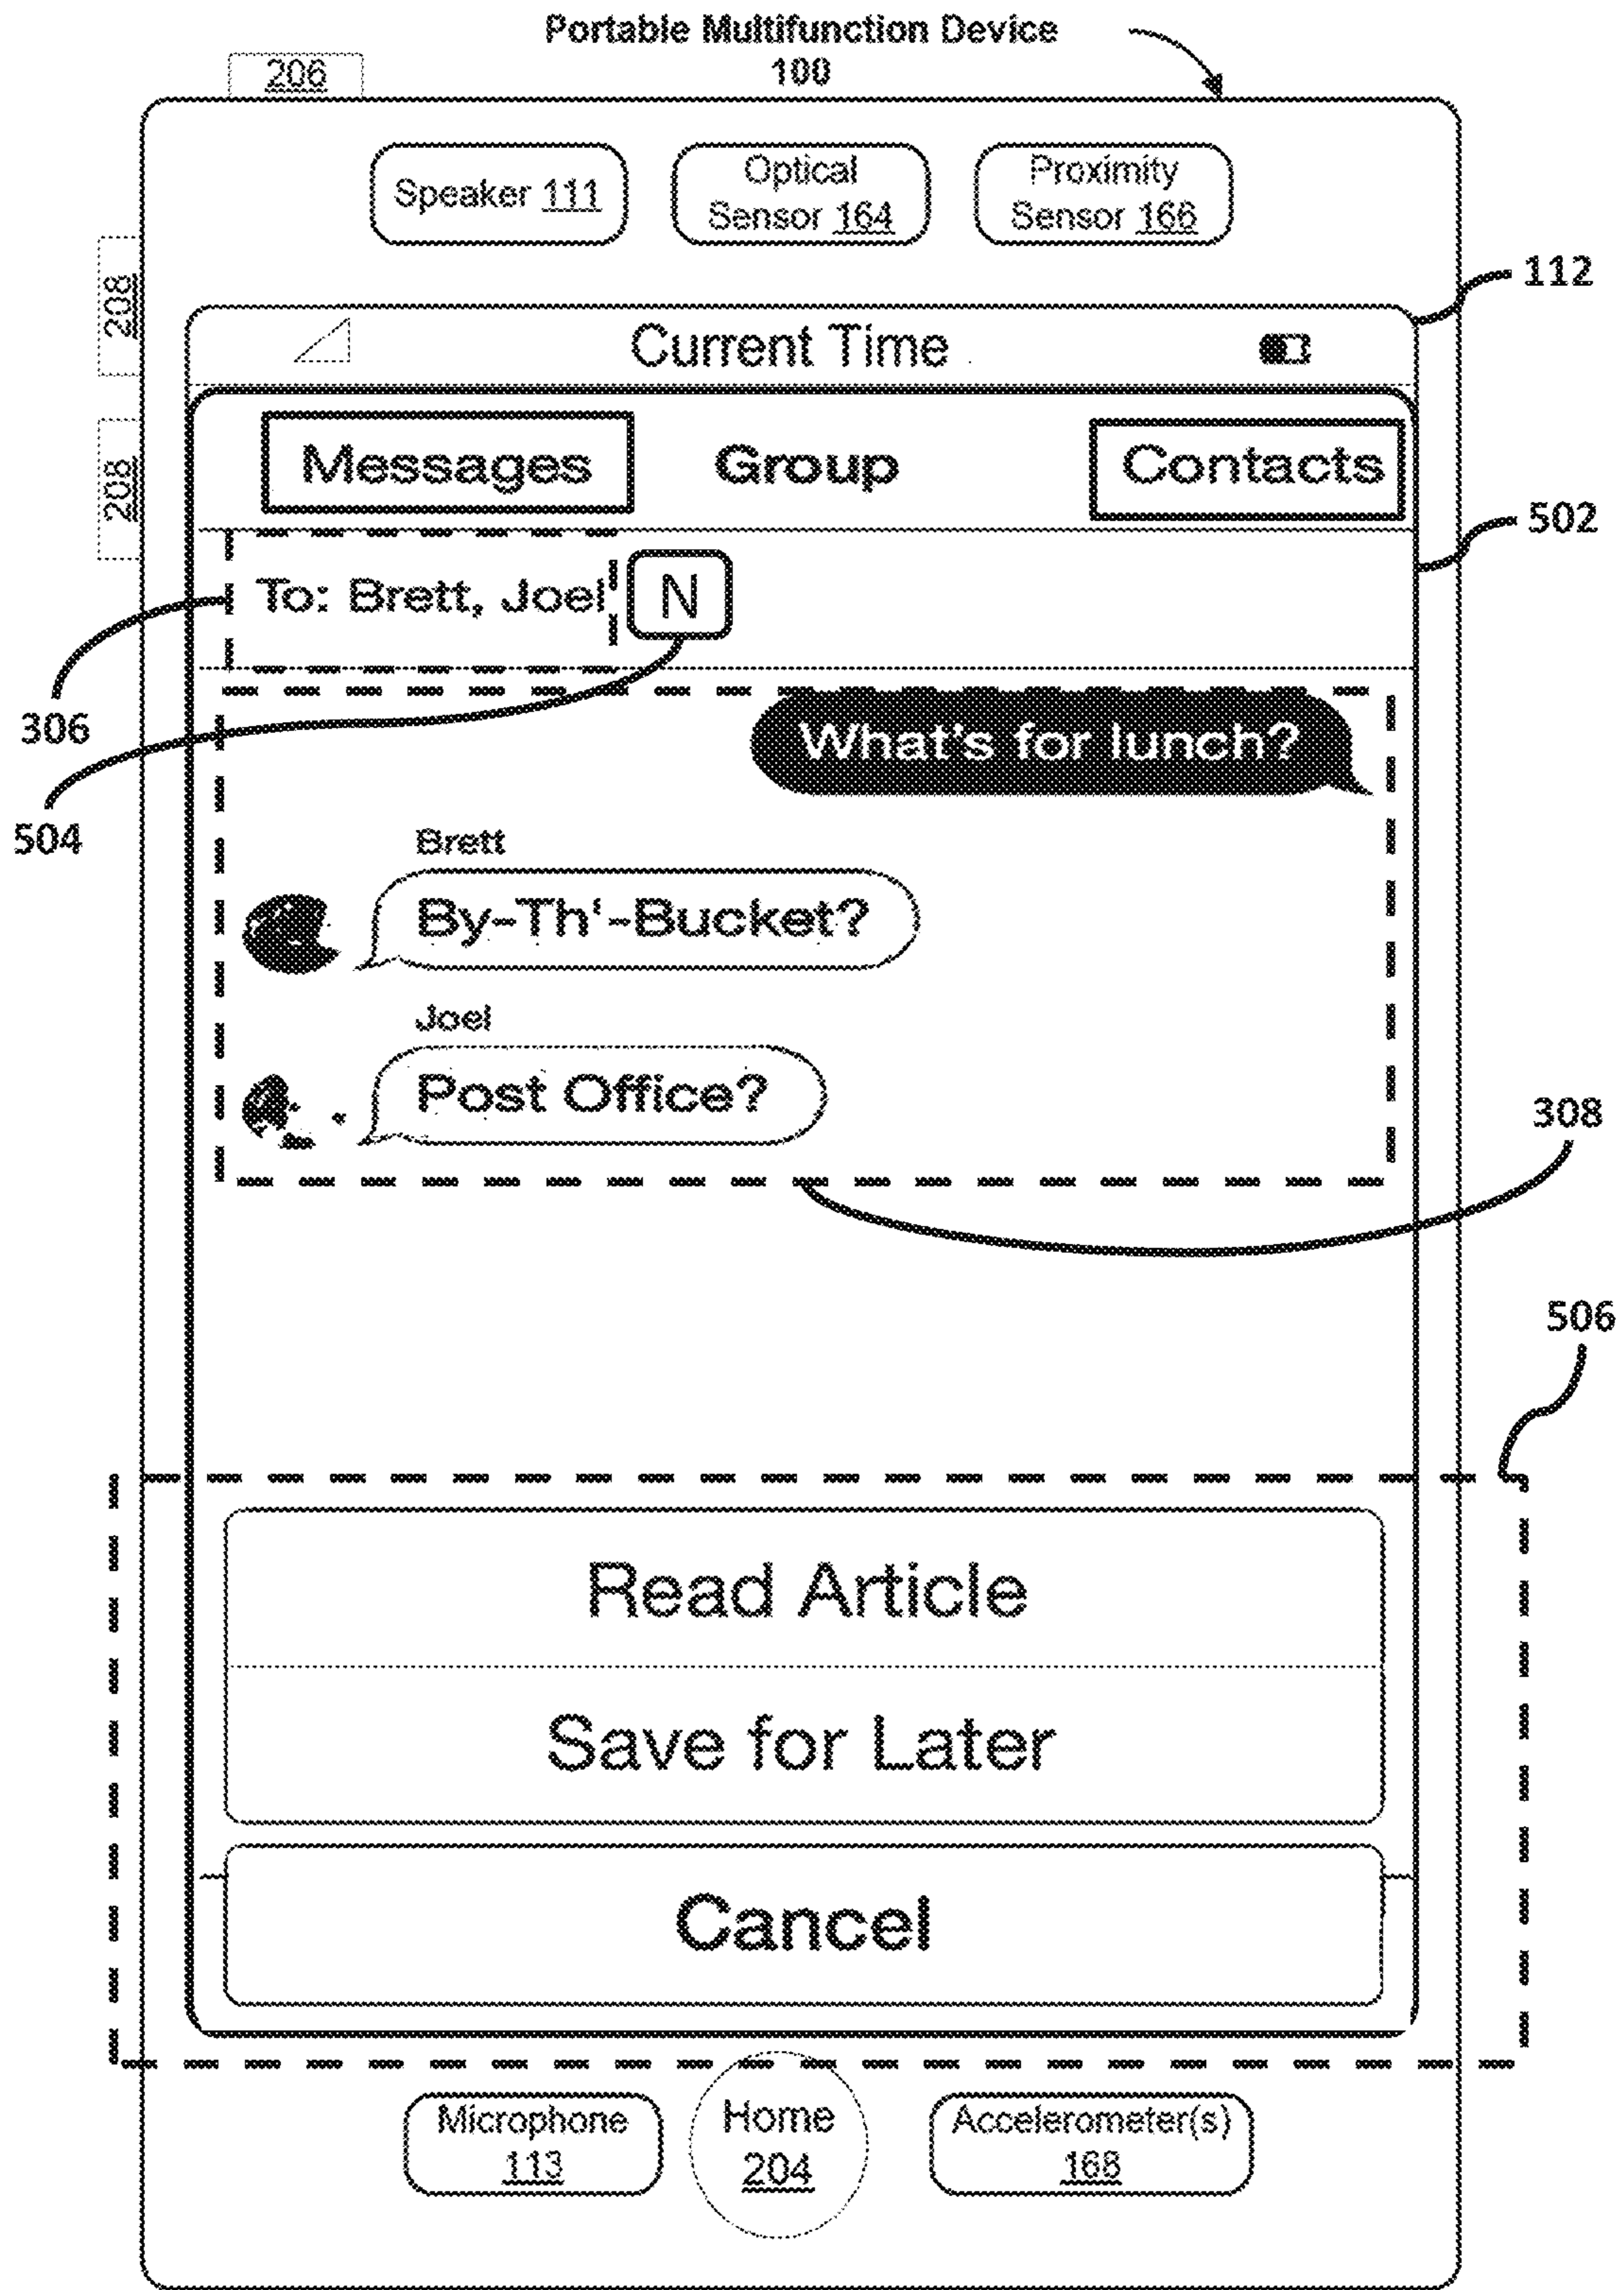 Portable Multifunction Device
100
206
Speaker 111
Optical
Sensor 164
Proximity
Sensor 166
208
112
Current Time
208
Messages
Group
Contacts
502
To: Brett, Joel
N
306
504
What's for lunch?
Brett
By-Th'-Bucket?
Joel
Post Office?
308
506
Read Article
Save for Later
Cancel
Microphone
113
Home
204
Accelerometer(s)
168